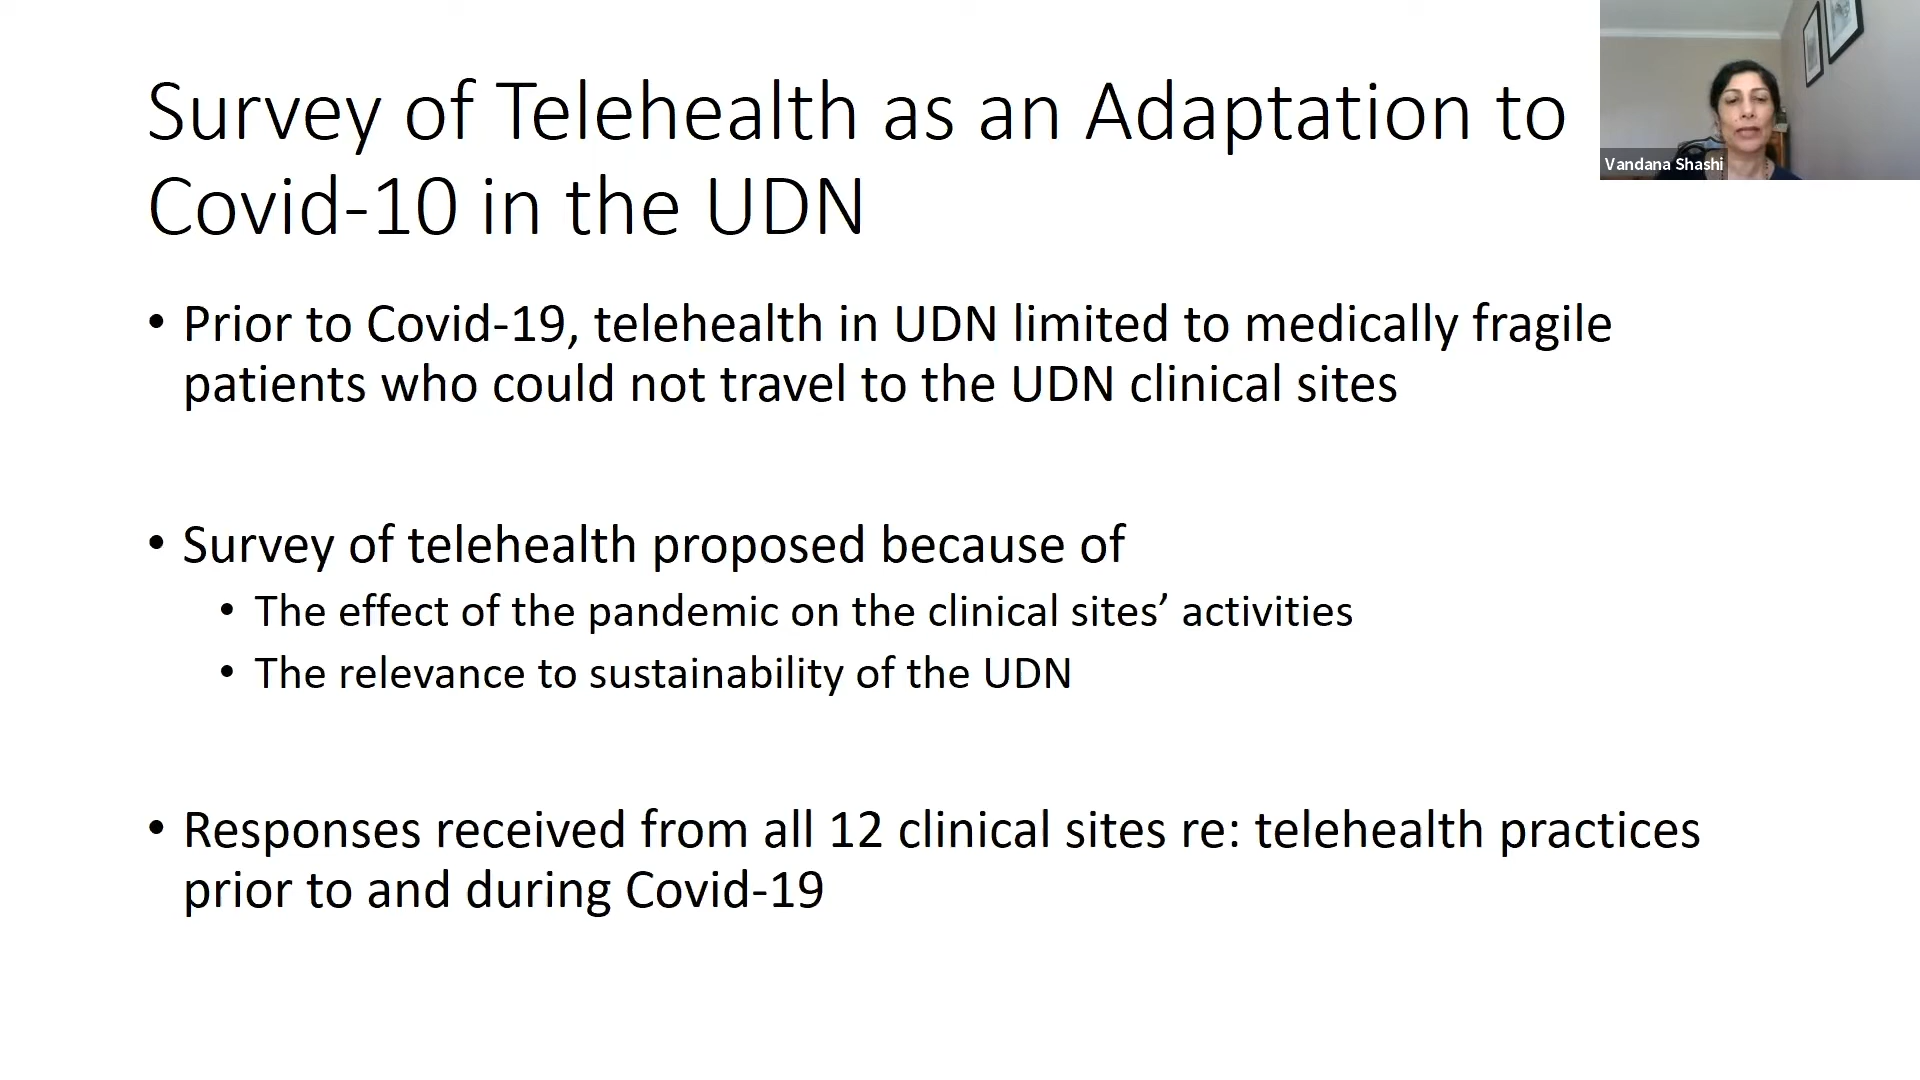 Survey of Telehealth as an Adaptation to
Covid-10 in the UDN
Vandana Shashi
• Prior to Covid-19, telehealth in UDN limited to medically fragile
patients who could not travel to the UDN clinical sites
• Survey of telehealth proposed because of
• The effect of the pandemic on the clinical sites’ activities
• The relevance to sustainability of the UDN
• Responses received from all 12 clinical sites re: telehealth practices
prior to and during Covid-19